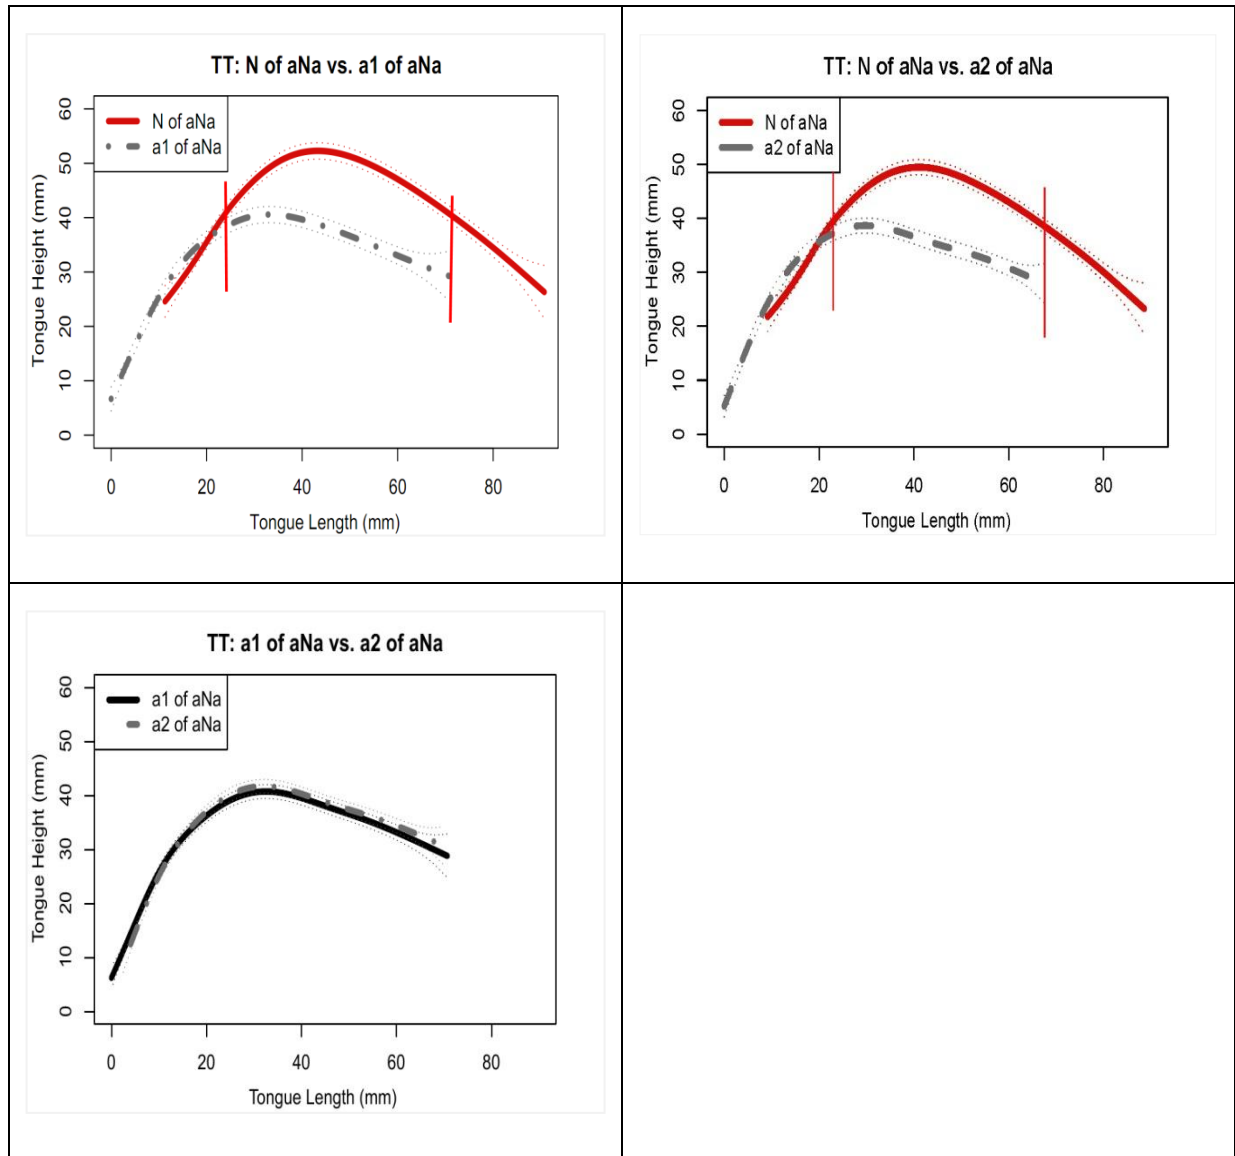 TT: N of aNa vs. a1 of aNa
N of aNa
a1 of aNa
Tongue Height (mm)
60
50
40
30
20
10
0
0 20 40 60 80
Tongue Length (mm)
TT: N of aNa vs. a2 of aNa
N of aNa
a2 of aNa
Tongue Height (mm)
60
50
40
30
20
10
0
0 20 40 60 80
Tongue Length (mm)
TT: a1 of aNa vs. a2 of aNa
a1 of aNa
a2 of aNa
Tongue Height (mm)
60
50
40
30
20
10
0
0 20 40 60 80
Tongue Length (mm)